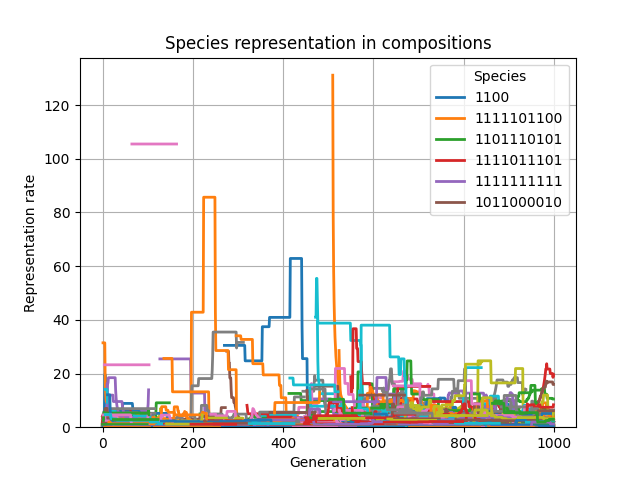 Species representation in compositions
Representation rate
120
100
80
60
40
20
0
Species
1100
1111101100
1101110101
1111011101
1111111111
1011000010
0 200 400 600 800 1000
Generation